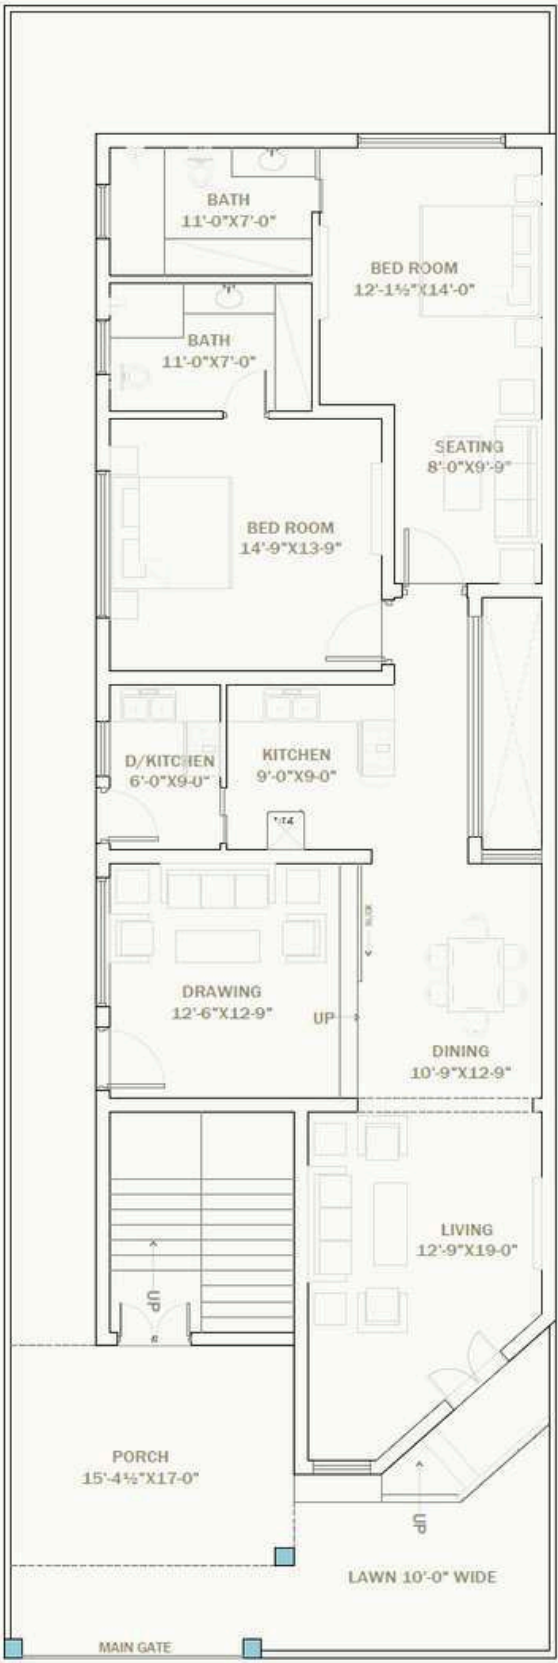 BATH
11'-0"X7'-0"
BED ROOM
12'-1½"X14'-0"
BATH
11'-0"X7'-0"
SEATING
8'-0"X9'-9"
BED ROOM
14'-9"X13'-9"
D/KITCHEN
6'-0"X9-0"
KITCHEN
9'-0"X9-0"
DRAWING
12'-6"X12-9"
UP
DINING
10'-9"X12-9"
LIVING
12'-9"X19-0"
UP
PORCH
15'-4½"X17-0"
UP
LAWN 10'-0" WIDE
MAIN GATE